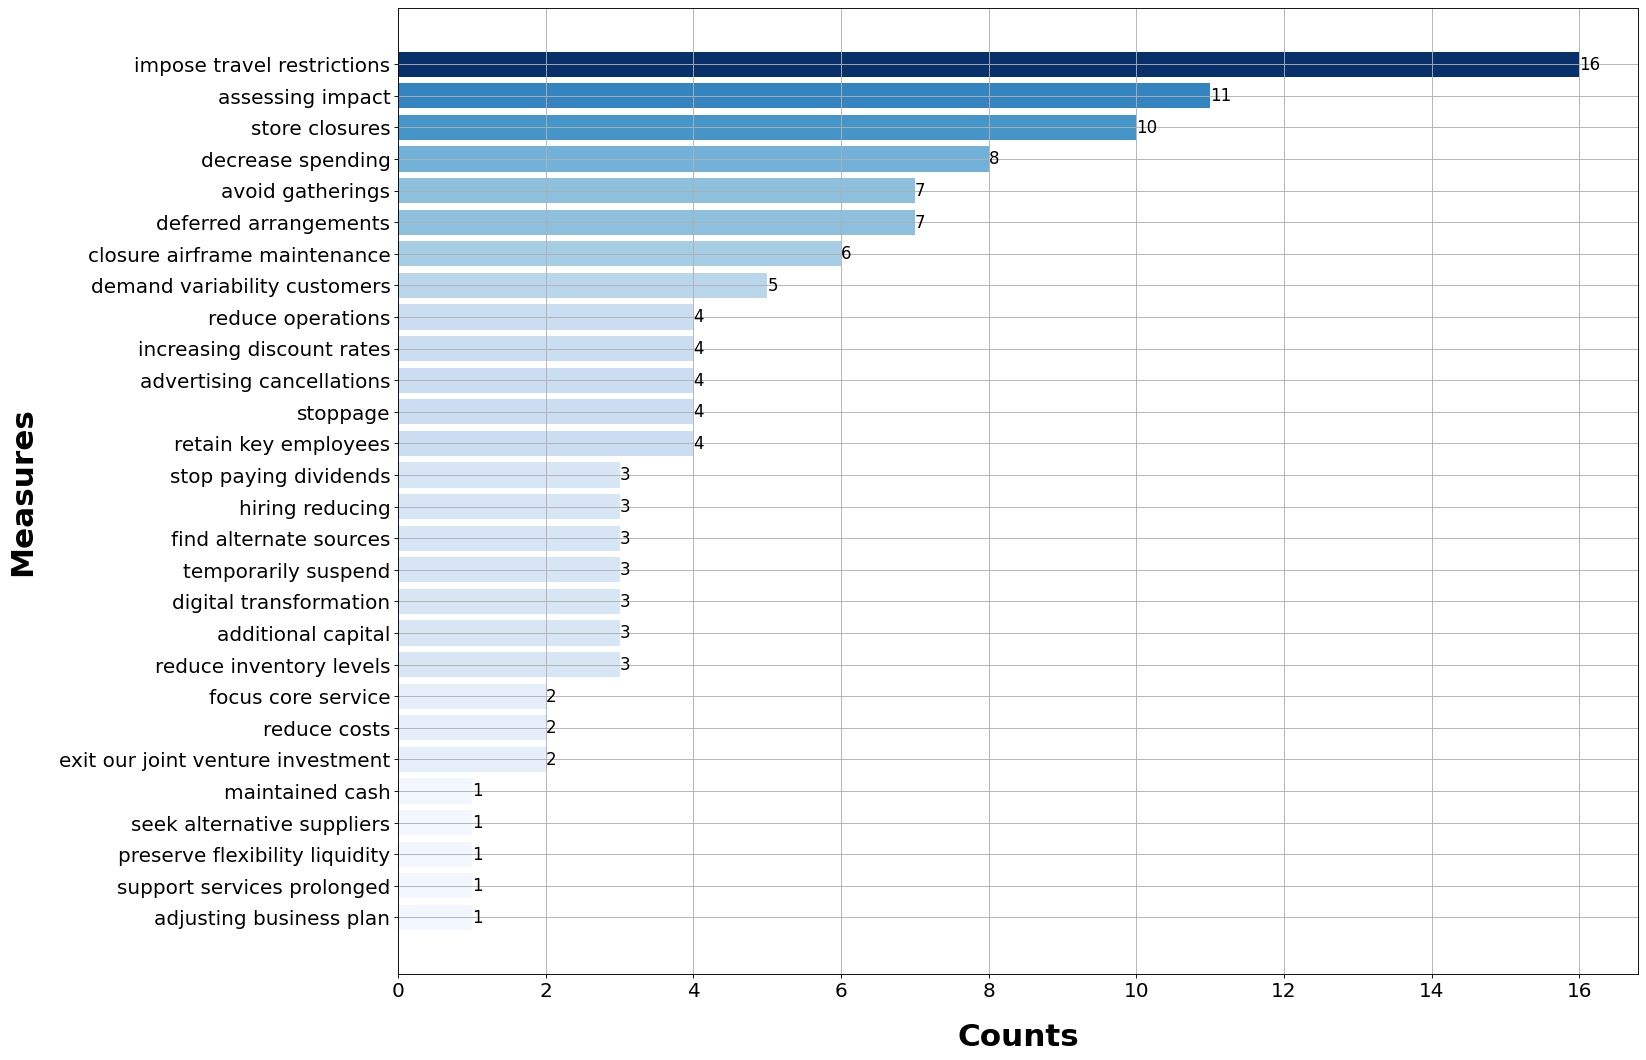 impose travel restrictions 16
assessing impact 11
store closures 10
decrease spending 8
avoid gatherings 7
deferred arrangements 7
closure airframe maintenance 6
demand variability customers 5
reduce operations 4
increasing discount rates 4
advertising cancellations 4
stoppage 4
retain key employees 4
stop paying dividends 3
hiring reducing 3
find alternate sources 3
temporarily suspend 3
digital transformation 3
additional capital 3
reduce inventory levels 3
focus core service 2
reduce costs 2
exit our joint venture investment 2
maintained cash 1
seek alternative suppliers 1
preserve flexibility liquidity 1
support services prolonged 1
adjusting business plan 1
Measures
0 2 4 6 8 10 12 14 16
Counts